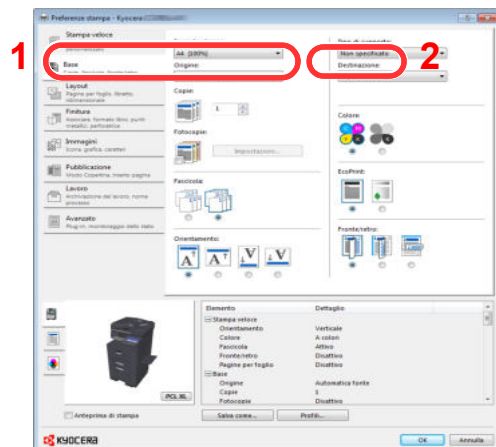 Preferenze stampa - Kyocera
1
2
Stampa veloce
Base
A4: [100%]
Non specificato
Origine:
Destinazione:
Layout
Pagine per foglio, libretto,
ridimensionate
Finitura
Associare, formato libro, punti
metallici, perforatrice
Immagini
Icona, grafica, caratteri
Pubblicazione
Modo Copertina, Inserto pagina
Lavoro
Archiviazione del lavoro, nome
processo
Avanzato
Plug-in, monitoraggio dello stato
Copie:
1
Fotocopie:
Impostazioni...
Fascicola:
Orientamento:
Colore:
EcoPrint:
Fronte/retro:
Elemento Dettaglio
Stampa veloce
Orientamento Verticale
Colore A colori
Fascicola Attivo
Fronte/retro Disattivo
Pagine per foglio Disattivo
Base
Origine Automatica fonte
Copie 1
Fotocopie Disattivo
PCL XL
Anteprima di stampa
Salva come...
Profili...
KYOCERA
OK
Annulla